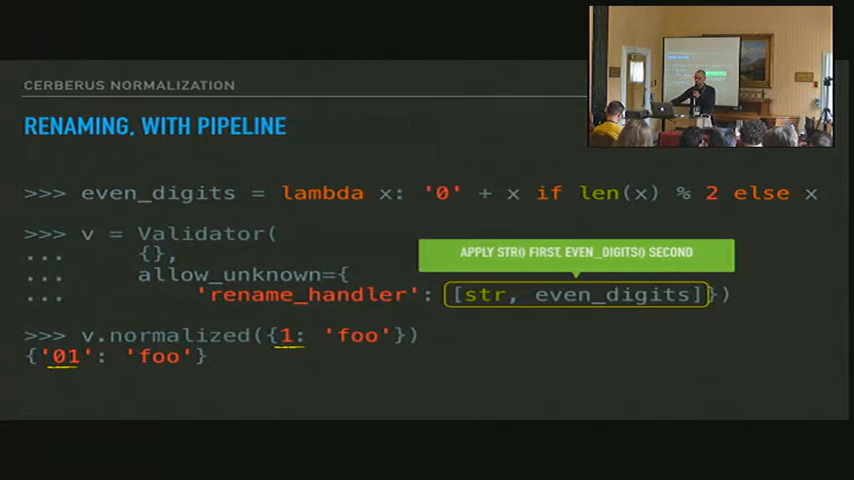 CERBERUS NORMALIZATION
RENAMING, WITH PIPELINE
>>> even_digits = lambda x: '0' + x if len(x) % 2 else x
>>> v = Validator(
... {},
... allow_unknown={
APPLY STR() FIRST, EVEN_DIGITS() SECOND
... 'rename_handler': [str, even_digits]})
>>> v.normalized({1: 'foo'})
{'01': 'foo'}